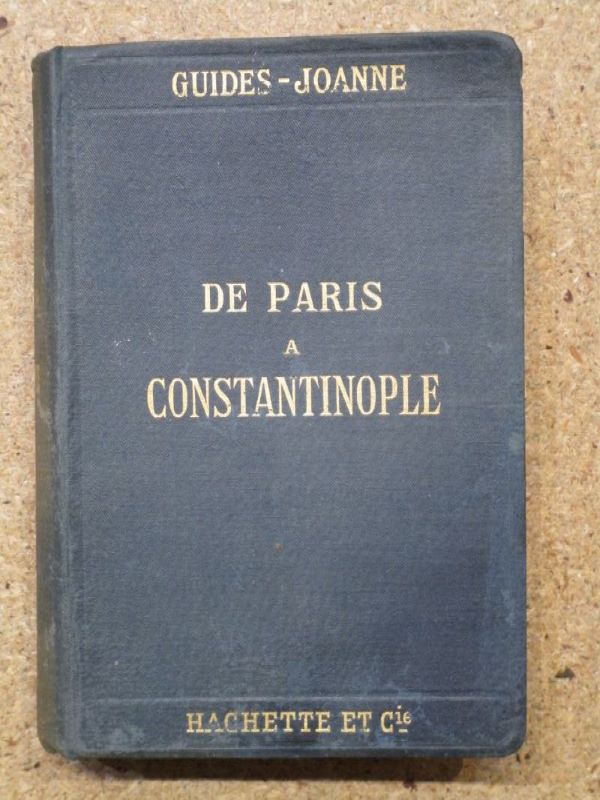 GUIDES-JOANNE
DE PARIS
A
CONSTANTINOPLE
HACHETTE ET Cie